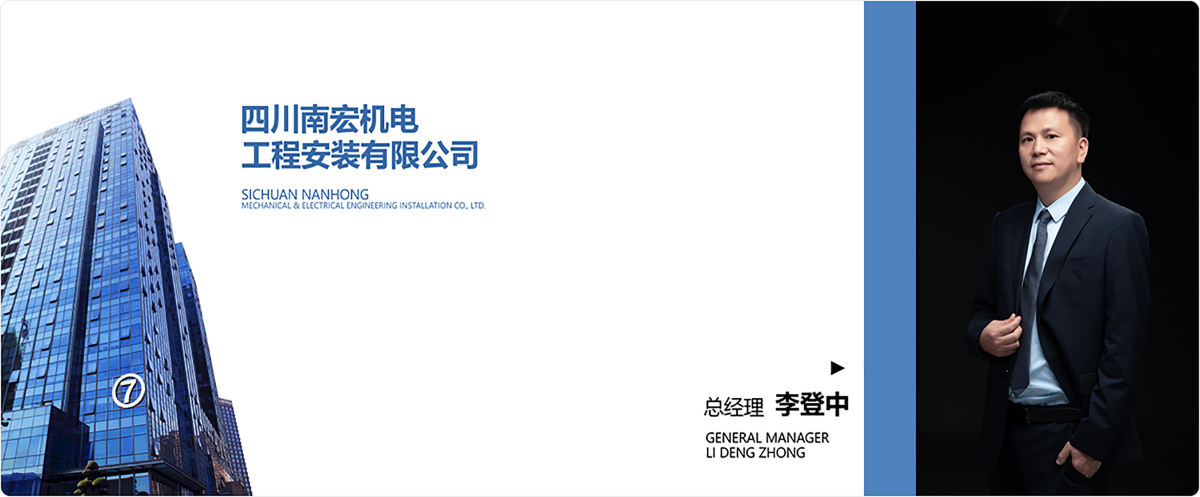 四川南宏机电
工程安装有限公司
SICHUAN NANHONG
MECHANICAL & ELECTRICAL ENGINEERING INSTALLATION CO., LTD.
⑦
总经理 李登中
GENERAL MANAGER
LI DENG ZHONG